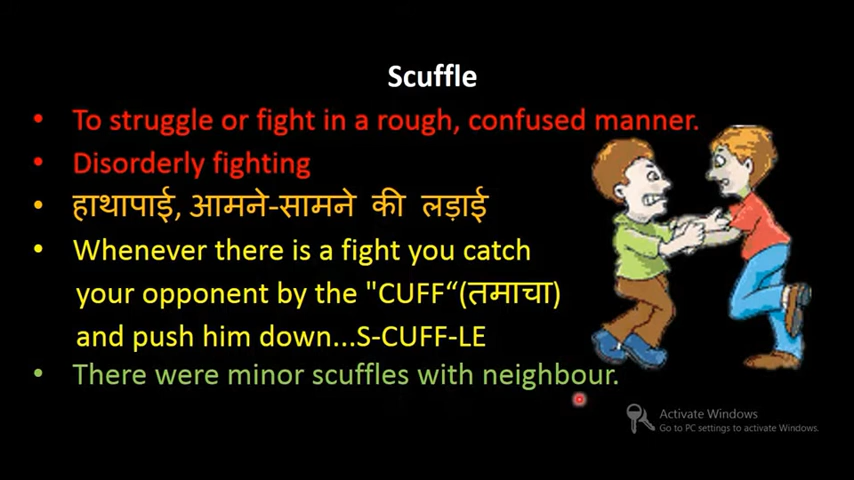 Scuffle
• To struggle or fight in a rough, confused manner.
• Disorderly fighting
• हाथापाई, आमने-सामने की लड़ाई
• Whenever there is a fight you catch
your opponent by the "CUFF“(तमाचा)
and push him down...S-CUFF-LE
• There were minor scuffles with neighbour.
Activate Windows
Go to PC settings to activate Windows.